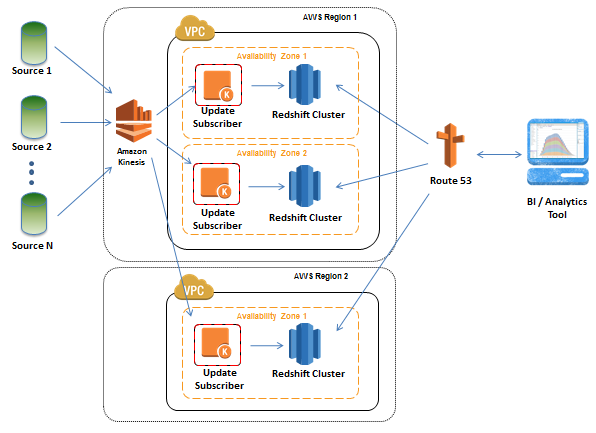 AWS Region 1
VPC
Availability Zone 1
Source 1
Update
Subscriber
K
Redshift Cluster
Source 2
Amazon
Kinesis
Availability Zone 2
Update
Subscriber
K
Redshift Cluster
Route 53
BI / Analytics
Tool
Source N
AWS Region 2
VPC
Availability Zone 1
Update
Subscriber
K
Redshift Cluster